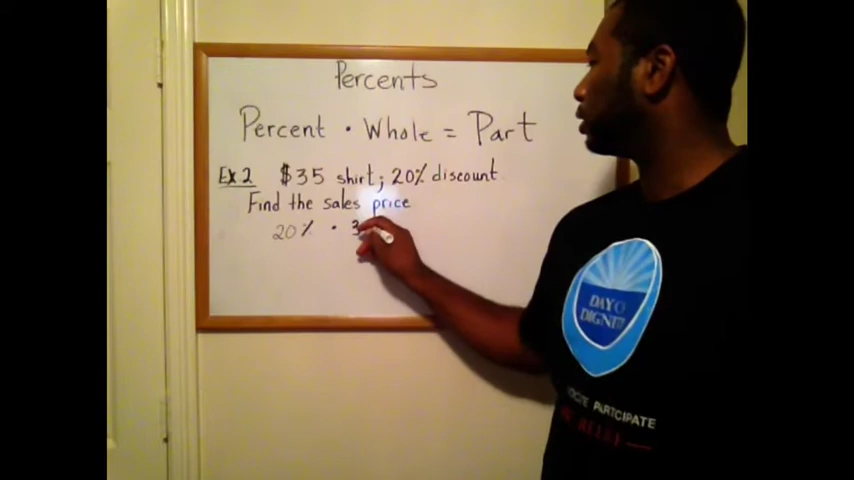 Percents
Percent · Whole = Part
Ex 2 $35 shirt; 20% discount
Find the sales price
20% · 3
DAY OF
DIGNITY
PARTICIPATE